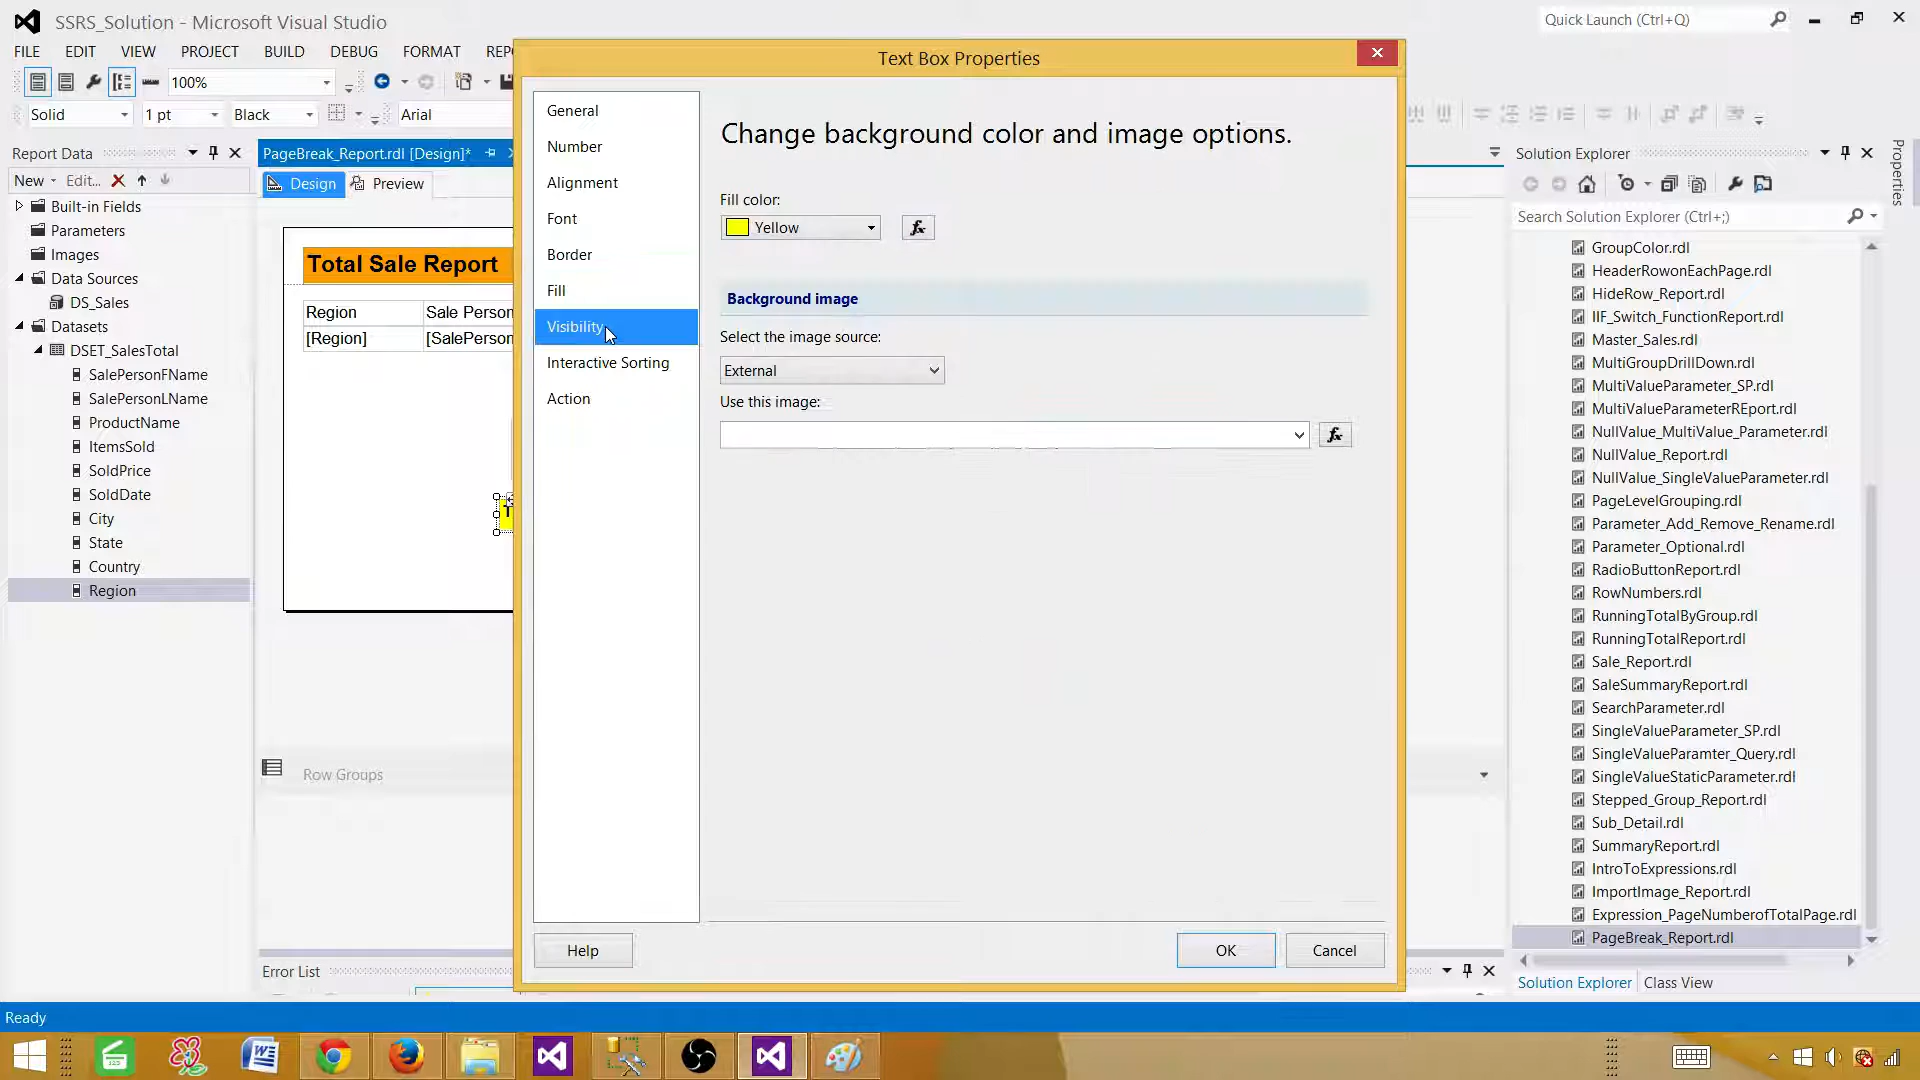 SSRS_Solution - Microsoft Visual Studio
Quick Launch (Ctrl+Q)
FILE EDIT VIEW PROJECT BUILD DEBUG FORMAT
100%
Solid 1 pt Black Arial
Text Box Properties
General
Number
Alignment
Font
Border
Fill
Visibility
Interactive Sorting
Action
Change background color and image options.
Fill color:
Yellow
fx
Background image
Select the image source:
External
Use this image:
fx
Help
OK
Cancel
Report Data
New Edit...
Built-in Fields
Parameters
Images
Data Sources
DS_Sales
Datasets
DSET_SalesTotal
SalePersonFName
SalePersonLName
ProductName
ItemsSold
SoldPrice
SoldDate
City
State
Country
Region
PageBreak_Report.rdl [Design]*
Design Preview
Total Sale Report
Region Sale Person
[Region] [SalePerson
T
Row Groups
Error List
Solution Explorer
Search Solution Explorer (Ctrl+;)
GroupColor.rdl
HeaderRowonEachPage.rdl
HideRow_Report.rdl
IIF_Switch_FunctionReport.rdl
Master_Sales.rdl
MultiGroupDrillDown.rdl
MultiValueParameter_SP.rdl
MultiValueParameterREport.rdl
NullValue_MultiValue_Parameter.rdl
NullValue_Report.rdl
NullValue_SingleValueParameter.rdl
PageLevelGrouping.rdl
Parameter_Add_Remove_Rename.rdl
Parameter_Optional.rdl
RadioButtonReport.rdl
RowNumbers.rdl
RunningTotalByGroup.rdl
RunningTotalReport.rdl
Sale_Report.rdl
SaleSummaryReport.rdl
SearchParameter.rdl
SingleValueParameter_SP.rdl
SingleValueParamter_Query.rdl
SingleValueStaticParameter.rdl
Stepped_Group_Report.rdl
Sub_Detail.rdl
SummaryReport.rdl
IntroToExpressions.rdl
ImportImage_Report.rdl
Expression_PageNumberofTotalPage.rdl
PageBreak_Report.rdl
Solution Explorer Class View
Properties
Ready